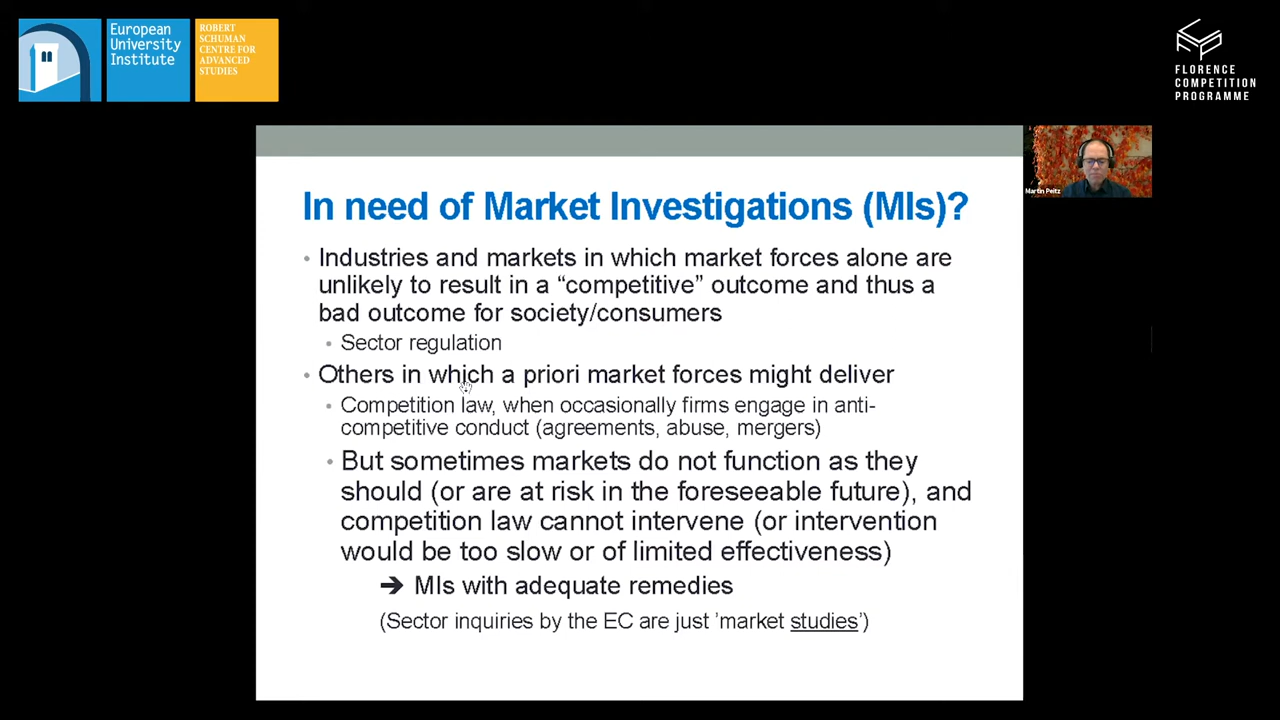 European
University
Institute
ROBERT
SCHUMAN
CENTRE FOR
ADVANCED
STUDIES
FLORENCE
COMPETITION
PROGRAMME
Martin Peitz
In need of Market Investigations (MIs)?
• Industries and markets in which market forces alone are
unlikely to result in a “competitive” outcome and thus a
bad outcome for society/consumers
• Sector regulation
• Others in which a priori market forces might deliver
• Competition law, when occasionally firms engage in anti-
competitive conduct (agreements, abuse, mergers)
• But sometimes markets do not function as they
should (or are at risk in the foreseeable future), and
competition law cannot intervene (or intervention
would be too slow or of limited effectiveness)
➔ MIs with adequate remedies
(Sector inquiries by the EC are just ’market studies’)